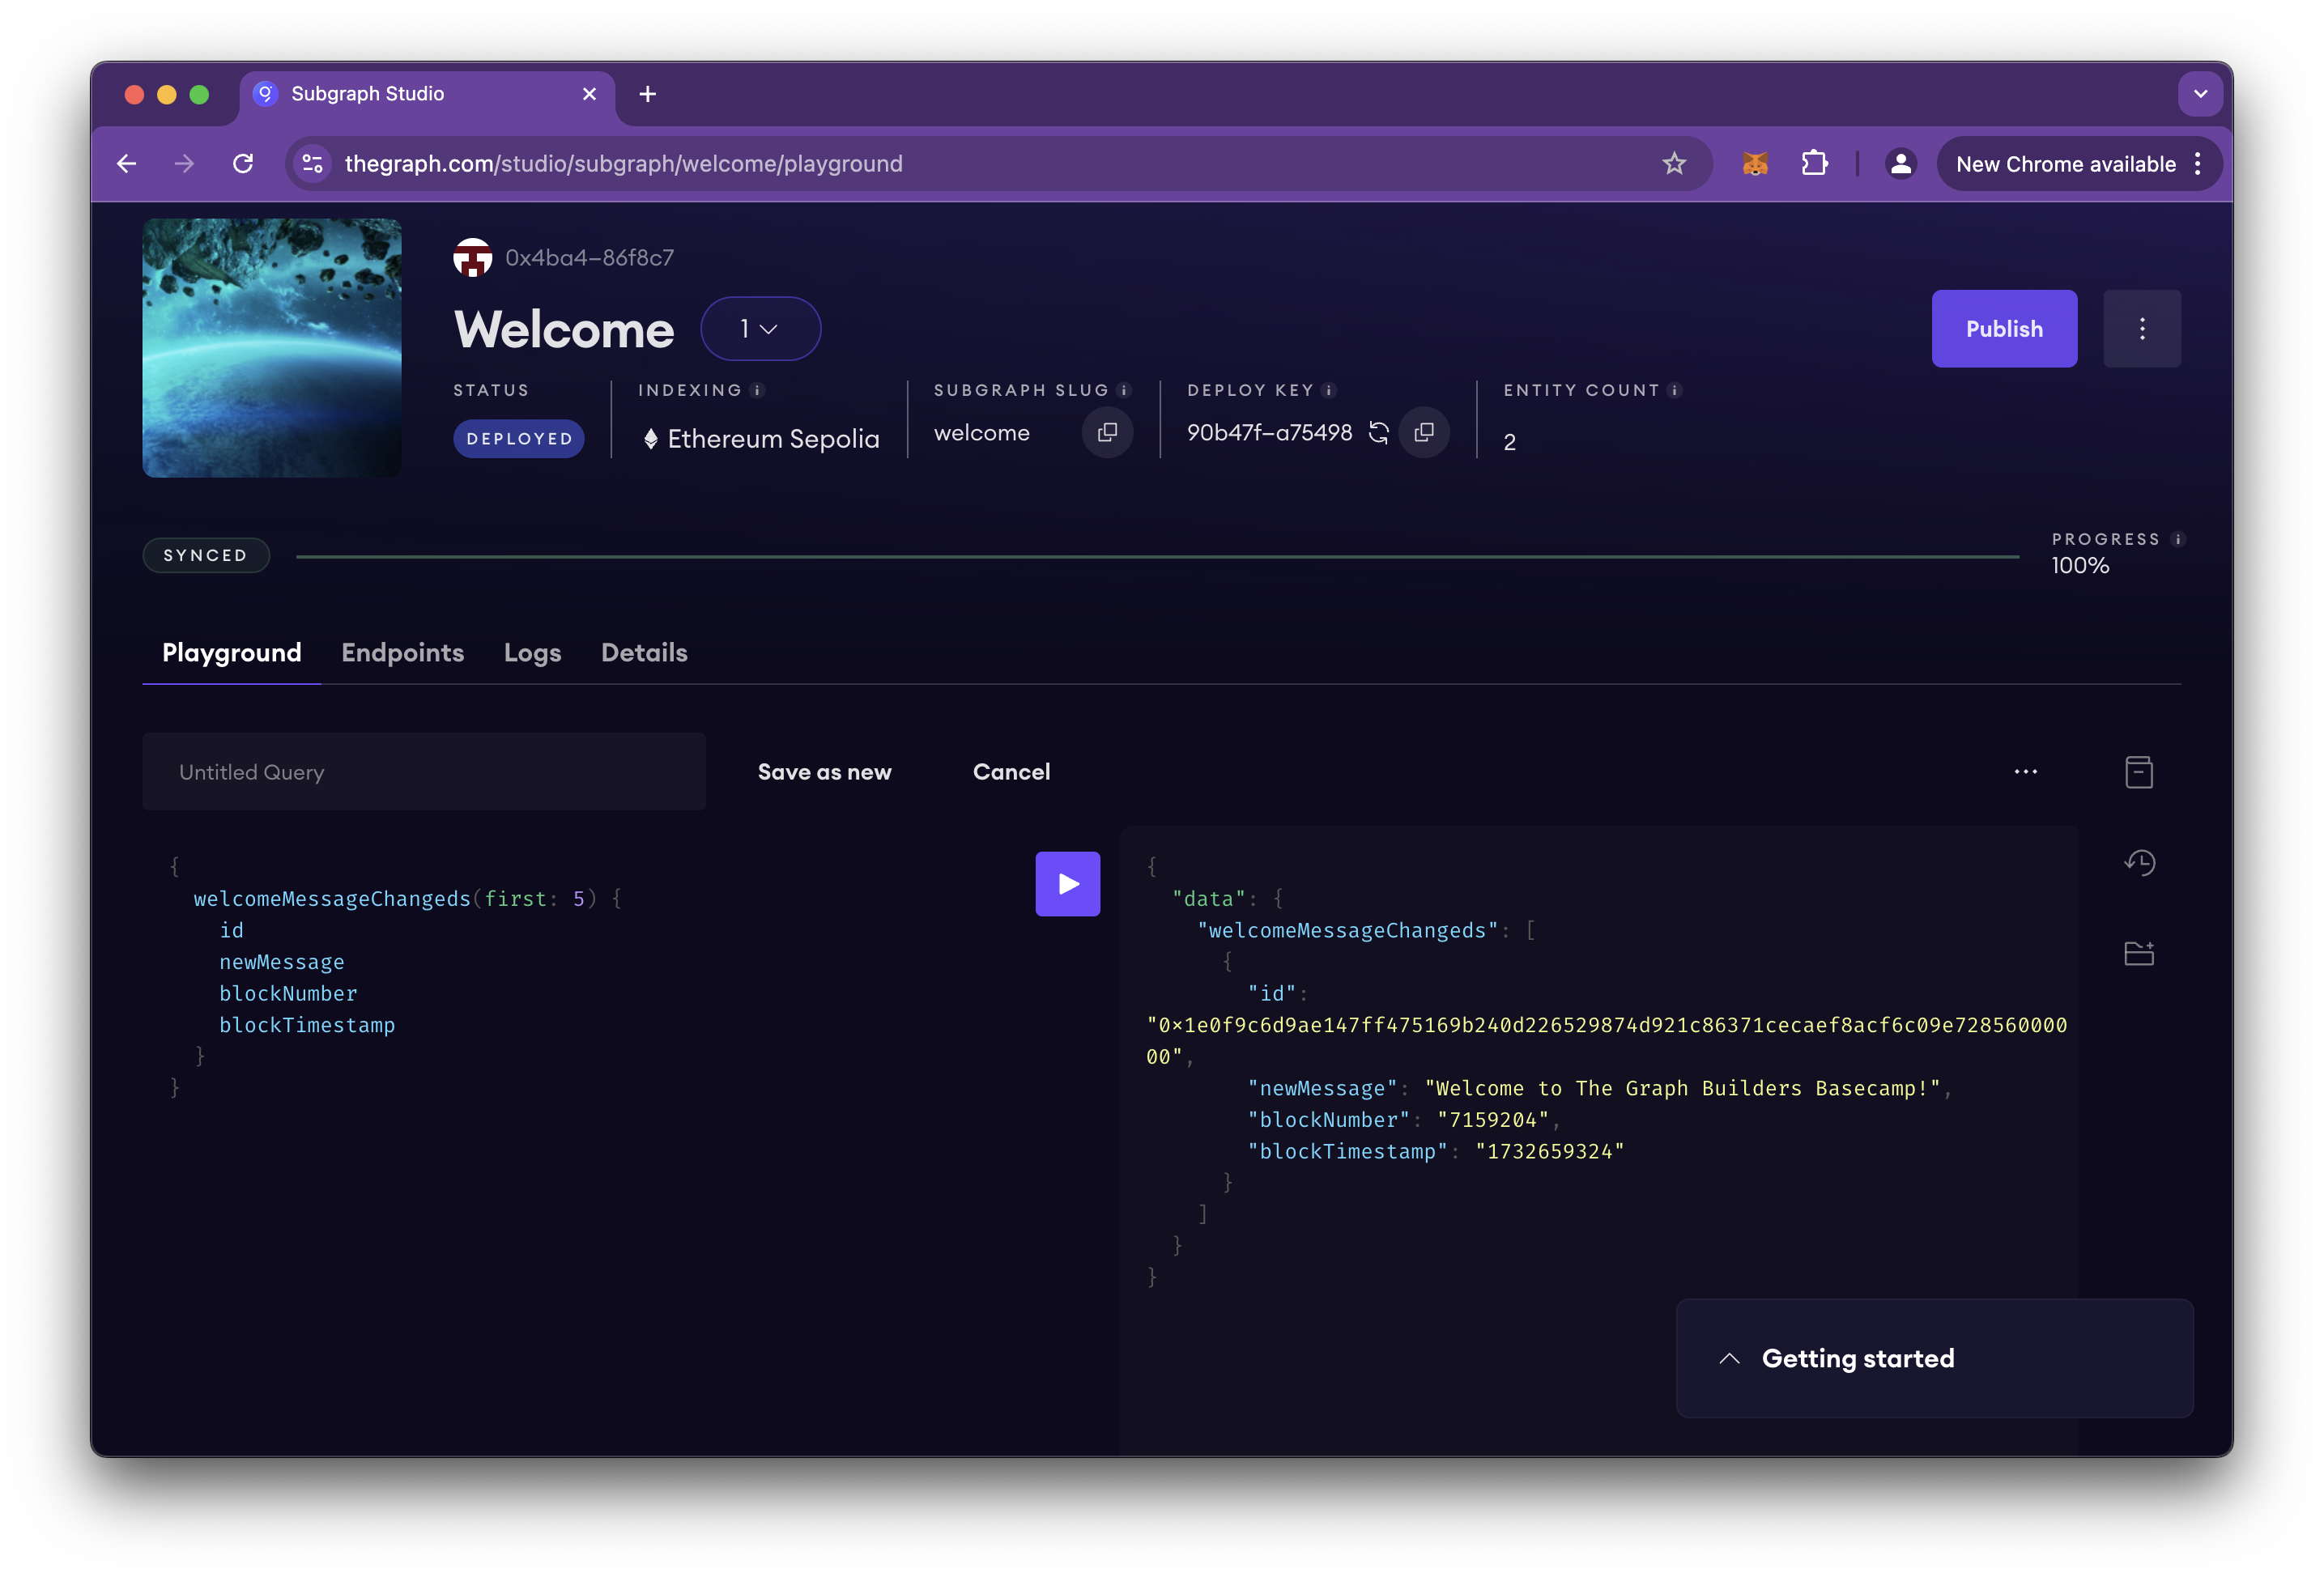 Subgraph Studio
thegraph.com/studio/subgraph/welcome/playground
New Chrome available
0x4ba4–86f8c7
Welcome
1
Publish
STATUS
INDEXING
SUBGRAPH SLUG
DEPLOY KEY
ENTITY COUNT
DEPLOYED
Ethereum Sepolia
welcome
90b47f–a75498
2
SYNCED
PROGRESS
100%
Playground
Endpoints
Logs
Details
Untitled Query
Save as new
Cancel
{
welcomeMessageChangeds(first: 5) {
id
newMessage
blockNumber
blockTimestamp
}
}
{
"data": {
"welcomeMessageChangeds": [
{
"id":
"0×1e0f9c6d9ae147ff475169b240d226529874d921c86371cecaef8acf6c09e728560000
00",
"newMessage": "Welcome to The Graph Builders Basecamp!",
"blockNumber": "7159204",
"blockTimestamp": "1732659324"
}
]
}
}
Getting started